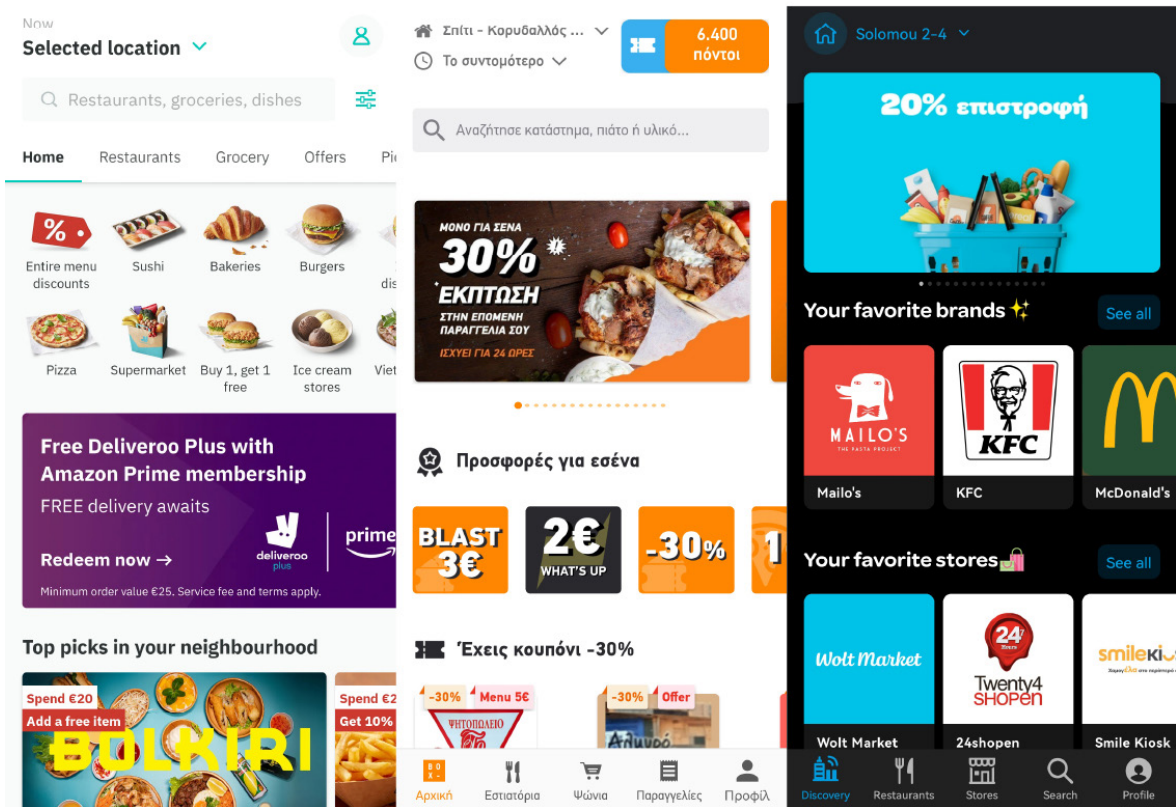 Now
Selected location
Restaurants, groceries, dishes
Home Restaurants Grocery Offers
%
Entire menu discounts
Sushi
Bakeries
Burgers
Pizza
Supermarket
Buy 1, get 1 free
Ice cream stores
Free Deliveroo Plus with
Amazon Prime membership
FREE delivery awaits
Redeem now →
deliveroo
plus
prime
Minimum order value €25. Service fee and terms apply.
Top picks in your neighbourhood
Spend €20
Add a free item
BOLKIRI
Get 10%
Σπίτι - Κορυδαλλός ...
Το συντομότερο
6.400
πόντοι
Αναζήτησε κατάστημα, πιάτο ή υλικό...
ΜΟΝΟ ΓΙΑ ΣΕΝΑ
30%
ΕΚΠΤΩΣΗ
ΣΤΗΝ ΕΠΟΜΕΝΗ
ΠΑΡΑΓΓΕΛΙΑ ΣΟΥ
ΙΣΧΥΕΙ ΓΙΑ 24 ΩΡΕΣ
Προσφορές για εσένα
BLAST
3€
2€
WHAT'S UP
-30%
1
Έχεις κουπόνι -30%
-30% Menu 5€
ΨΗΤΟΠΩΛΕΙΟ
-30% Offer
BOX
Αρχική Εστιατόρια Ψώνια Παραγγελίες Προφίλ
Solomou 2-4
20% επιστροφή
Your favorite brands
See all
MAILO'S
THE PASTA PROJECT
KFC
Mailo's
KFC
McDonald's
Your favorite stores
See all
Wolt Market
24
Hours
Twenty4
SHOPEN
smileki
Wolt Market
24shopen
Smile Kiosk
Discovery Restaurants Stores Search Profile